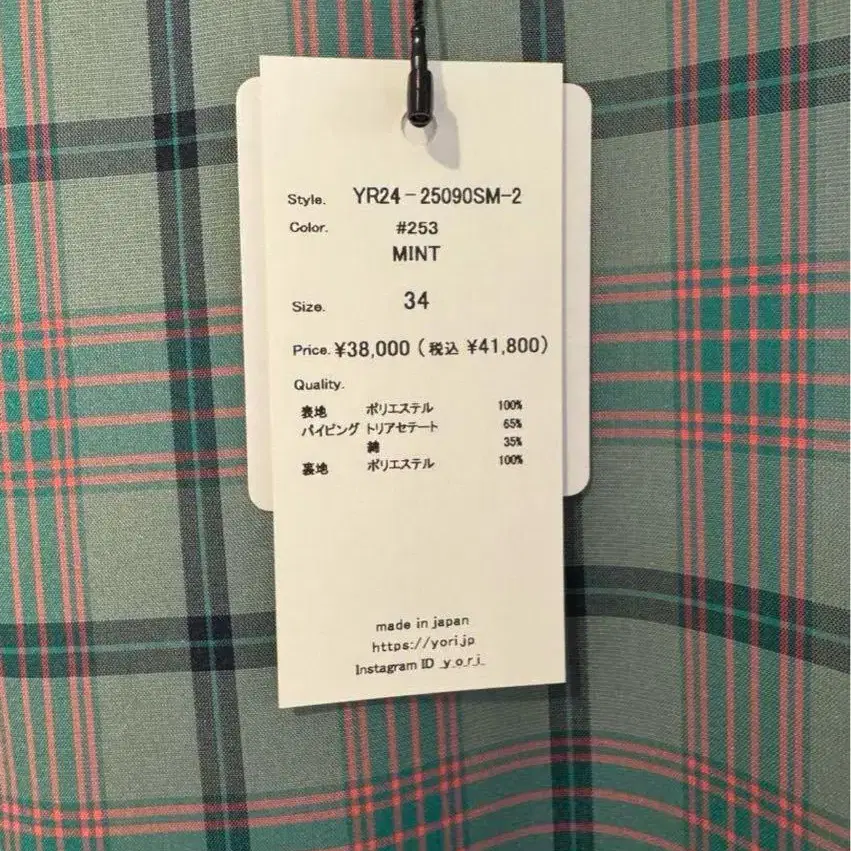 Style. YR24-25090SM-2
Color. #253
MINT
Size. 34
Price. ¥38,000 (税込 ¥41,800)
Quality.
表地 ポリエステル 100%
パイピング トリアセテート 65%
綿 35%
裏地 ポリエステル 100%
made in japan
https://yori.jp
Instagram ID _y_o_r_i_